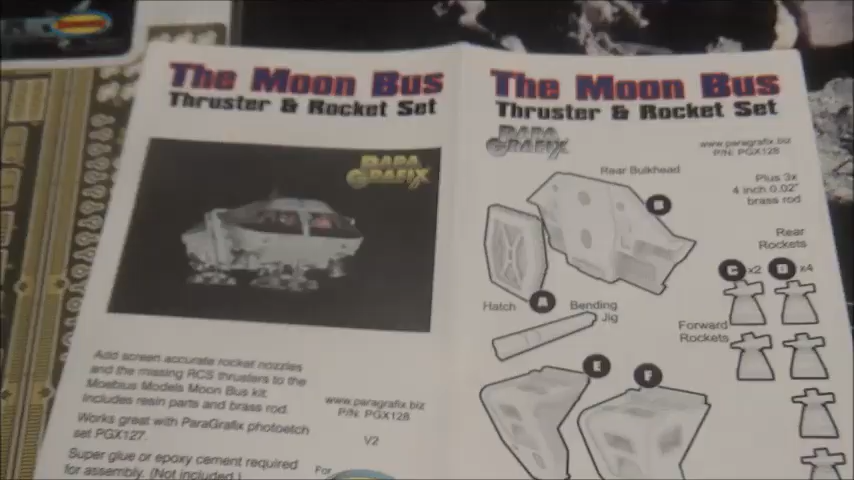 The Moon Bus
Thruster & Rocket Set
PARA
GRAFIX
Add screen accurate rocket nozzles
and the missing RCS thrusters to the
Moebius Models Moon Bus kit.
Includes resin parts and brass rod.
Works great with ParaGrafix photoetch
set PGX127.
Super glue or epoxy cement required
for assembly. (Not included.)
www.paragrafix.biz
P/N: PGX128
V2
For
The Moon Bus
Thruster & Rocket Set
PARA
GRAFIX
www.paragrafix.biz
P/N: PGX128
Rear Bulkhead
B
Plus 3x
4 inch 0.02"
brass rod
Rear
Rockets
C x2 D x4
Hatch
A
Bending
Jig
Forward
Rockets
E
F